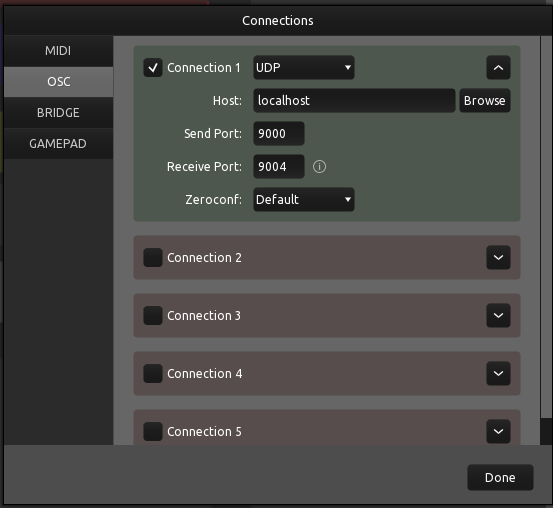 Connections
MIDI
OSC
BRIDGE
GAMEPAD
Connection 1 UDP
Host: localhost Browse
Send Port: 9000
Receive Port: 9004
Zeroconf: Default
Connection 2
Connection 3
Connection 4
Connection 5
Done